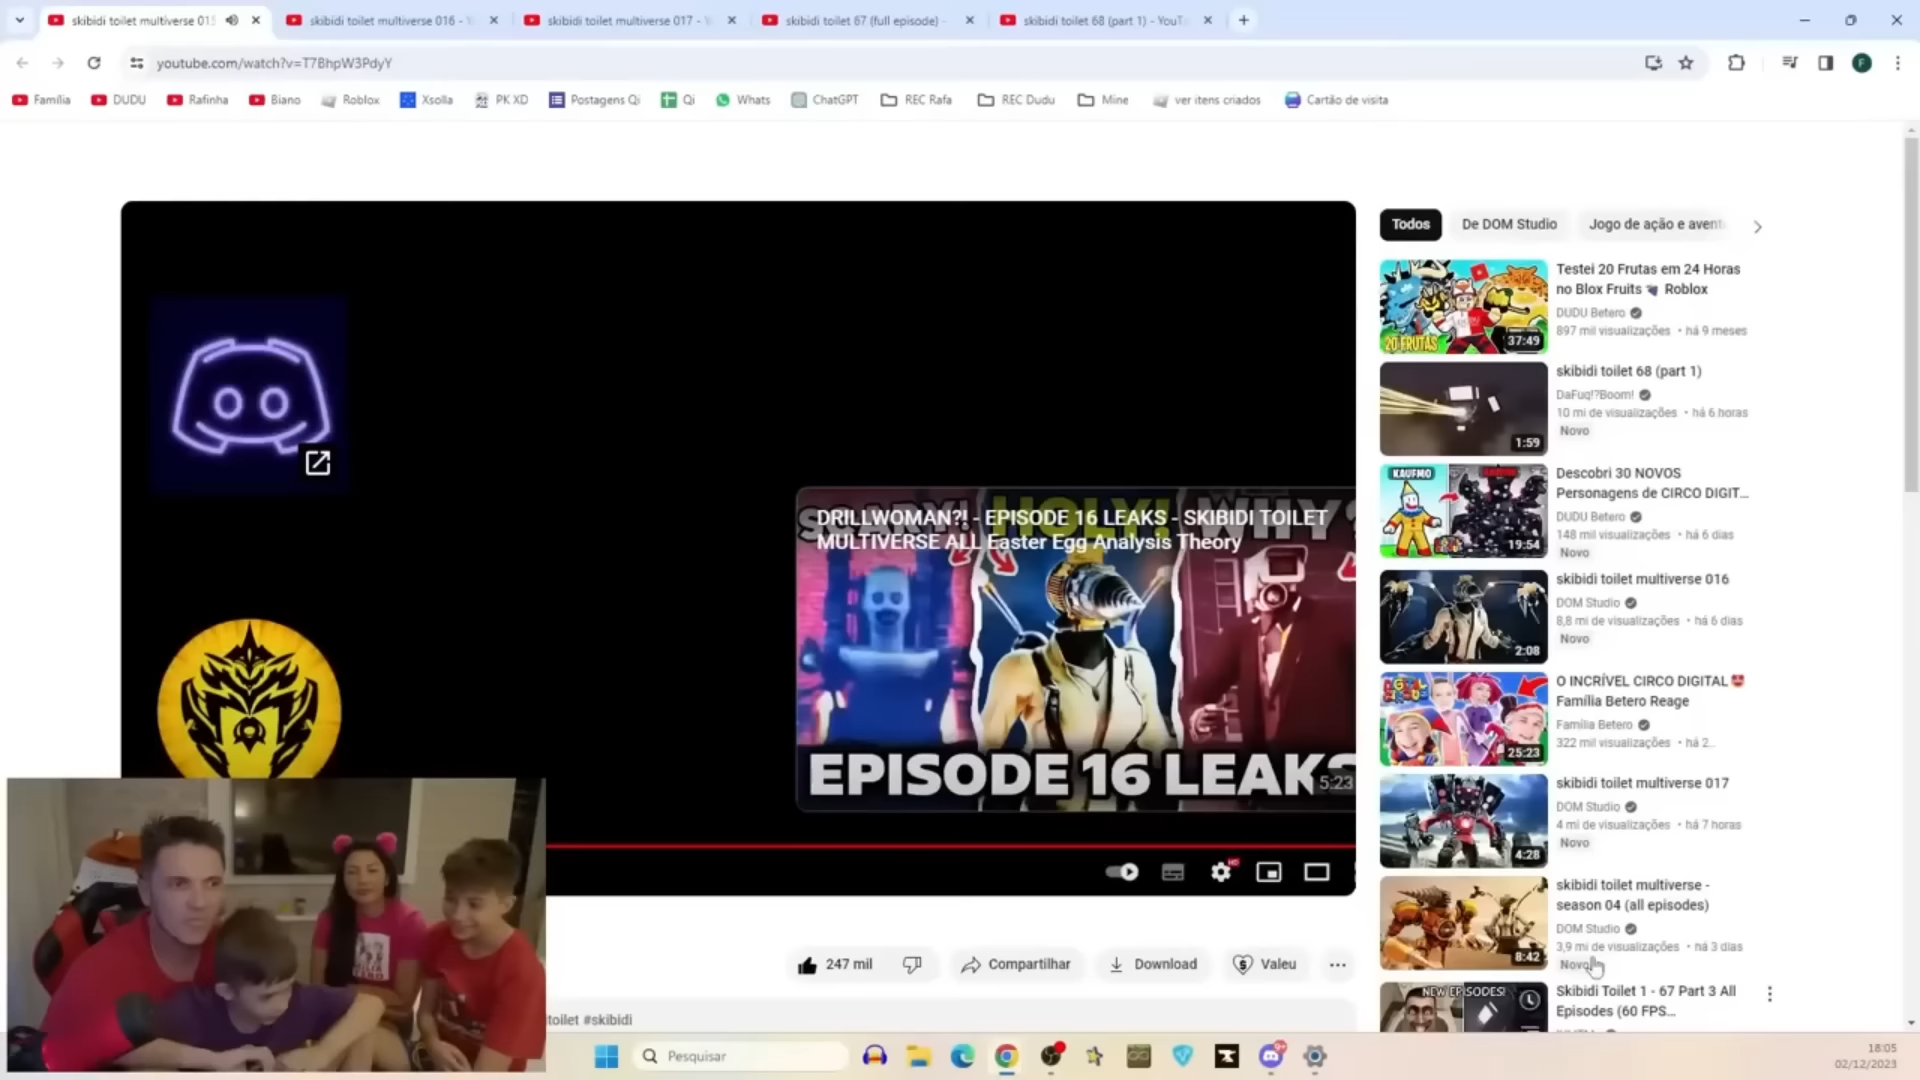 skibidi toilet multiverse 015
skibidi toilet multiverse 016 -
skibidi toilet multiverse 017 -
skibidi toilet 67 (full episode) -
skibidi toilet 68 (part 1) - YouT
youtube.com/watch?v=T7BhpW3PdyY
Família
DUDU
Rafinha
Biano
Roblox
Xsolla
PK XD
Postagens Qi
Qi
Whats
ChatGPT
REC Rafa
REC Dudu
Mine
ver itens criados
Cartão de visita
DRILLWOMAN?! - EPISODE 16 LEAKS - SKIBIDI TOILET
MULTIVERSE ALL Easter Egg Analysis Theory
SCARY! HOLY! WHY?
EPISODE 16 LEAKS
5:23
247 mil
Compartilhar
Download
Valeu
toilet #skibidi
Todos
De DOM Studio
Jogo de ação e avent
Testei 20 Frutas em 24 Horas
no Blox Fruits Roblox
DUDU Betero
897 mil visualizações • há 9 meses
20 FRUTAS
37:49
skibidi toilet 68 (part 1)
DaFuq!?Boom!
10 mi de visualizações • há 6 horas
Novo
1:59
Descobri 30 NOVOS
Personagens de CIRCO DIGIT...
DUDU Betero
148 mil visualizações • há 6 dias
Novo
KAUFMO
19:54
skibidi toilet multiverse 016
DOM Studio
8,8 mi de visualizações • há 6 dias
Novo
2:08
O INCRÍVEL CIRCO DIGITAL
Família Betero Reage
Família Betero
322 mil visualizações • há 2...
25:23
skibidi toilet multiverse 017
DOM Studio
4 mi de visualizações • há 7 horas
Novo
4:28
skibidi toilet multiverse -
season 04 (all episodes)
DOM Studio
3,9 mi de visualizações • há 3 dias
Novo
8:42
Skibidi Toilet 1 - 67 Part 3 All
Episodes (60 FPS...
NEW EPISODES!
Pesquisar
18:05
02/12/2023